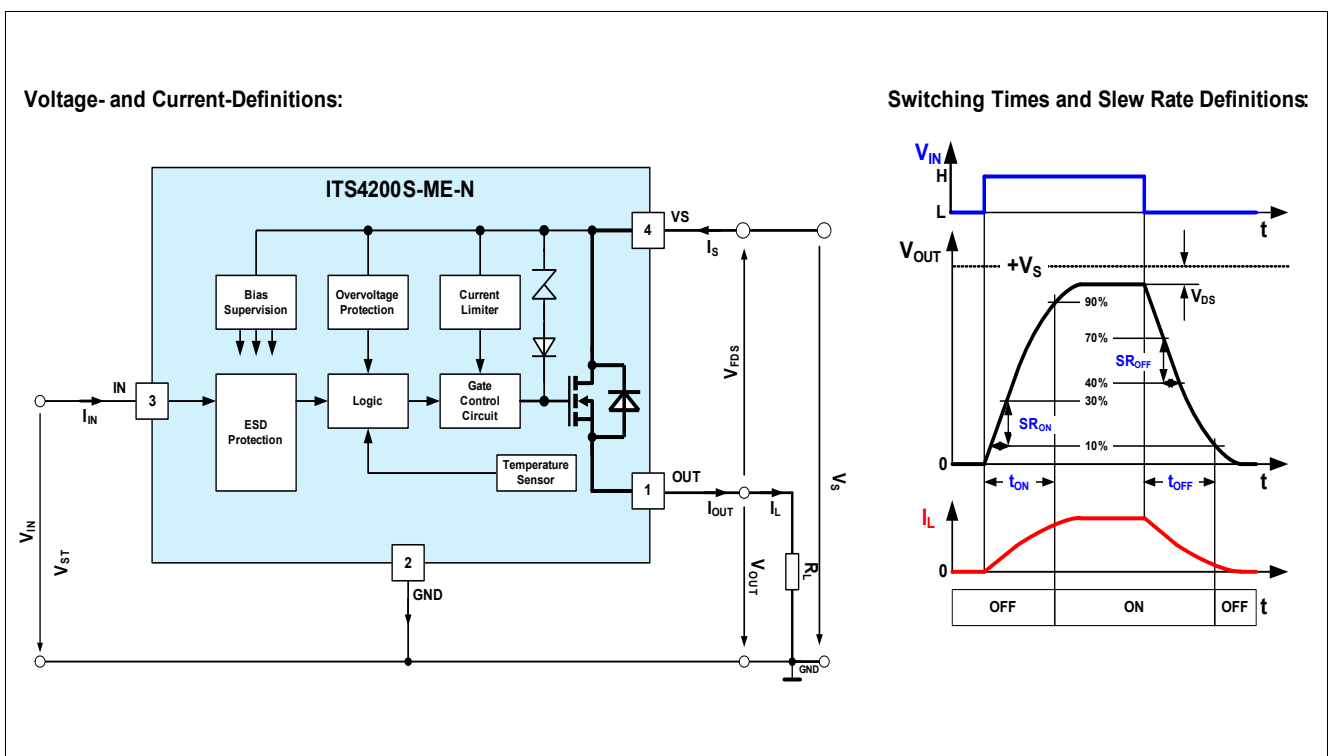 Voltage- and Current-Definitions:
ITS4200S-ME-N
VS
4
IS
Bias
Supervision
Overvoltage
Protection
Current
Limiter
VFDS
IN
3
IIN
ESD
Protection
Logic
Gate
Control
Circuit
Temperature
Sensor
OUT
1
IOUT
IL
VS
VIN
VST
2
GND
VOUT
RL
GND
Switching Times and Slew Rate Definitions:
VIN
H
L
t
VOUT
+VS
VDS
90%
70%
SROFF
40%
30%
SRON
10%
0
tON
tOFF
t
IL
0
OFF
ON
OFF
t